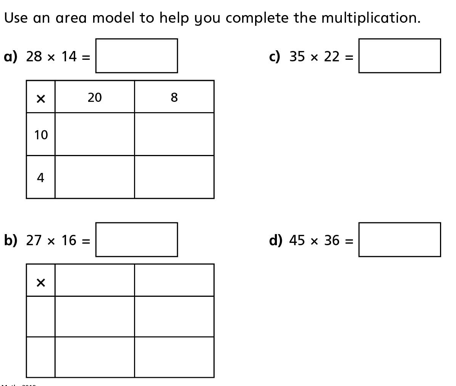 Use an area model to help you complete the multiplication.
a) 28 × 14 =
× 20 8
10
4
b) 27 × 16 =
×
c) 35 × 22 =
d) 45 × 36 =